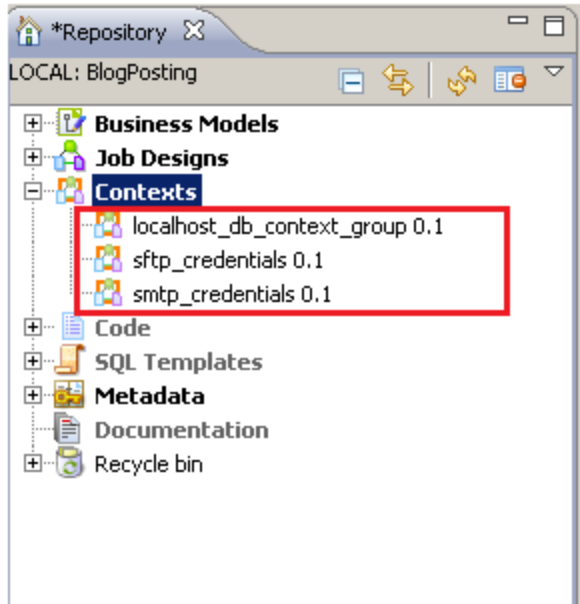 *Repository
LOCAL: BlogPosting
Business Models
Job Designs
Contexts
localhost_db_context_group 0.1
sftp_credentials 0.1
smtp_credentials 0.1
Code
SQL Templates
Metadata
Documentation
Recycle bin